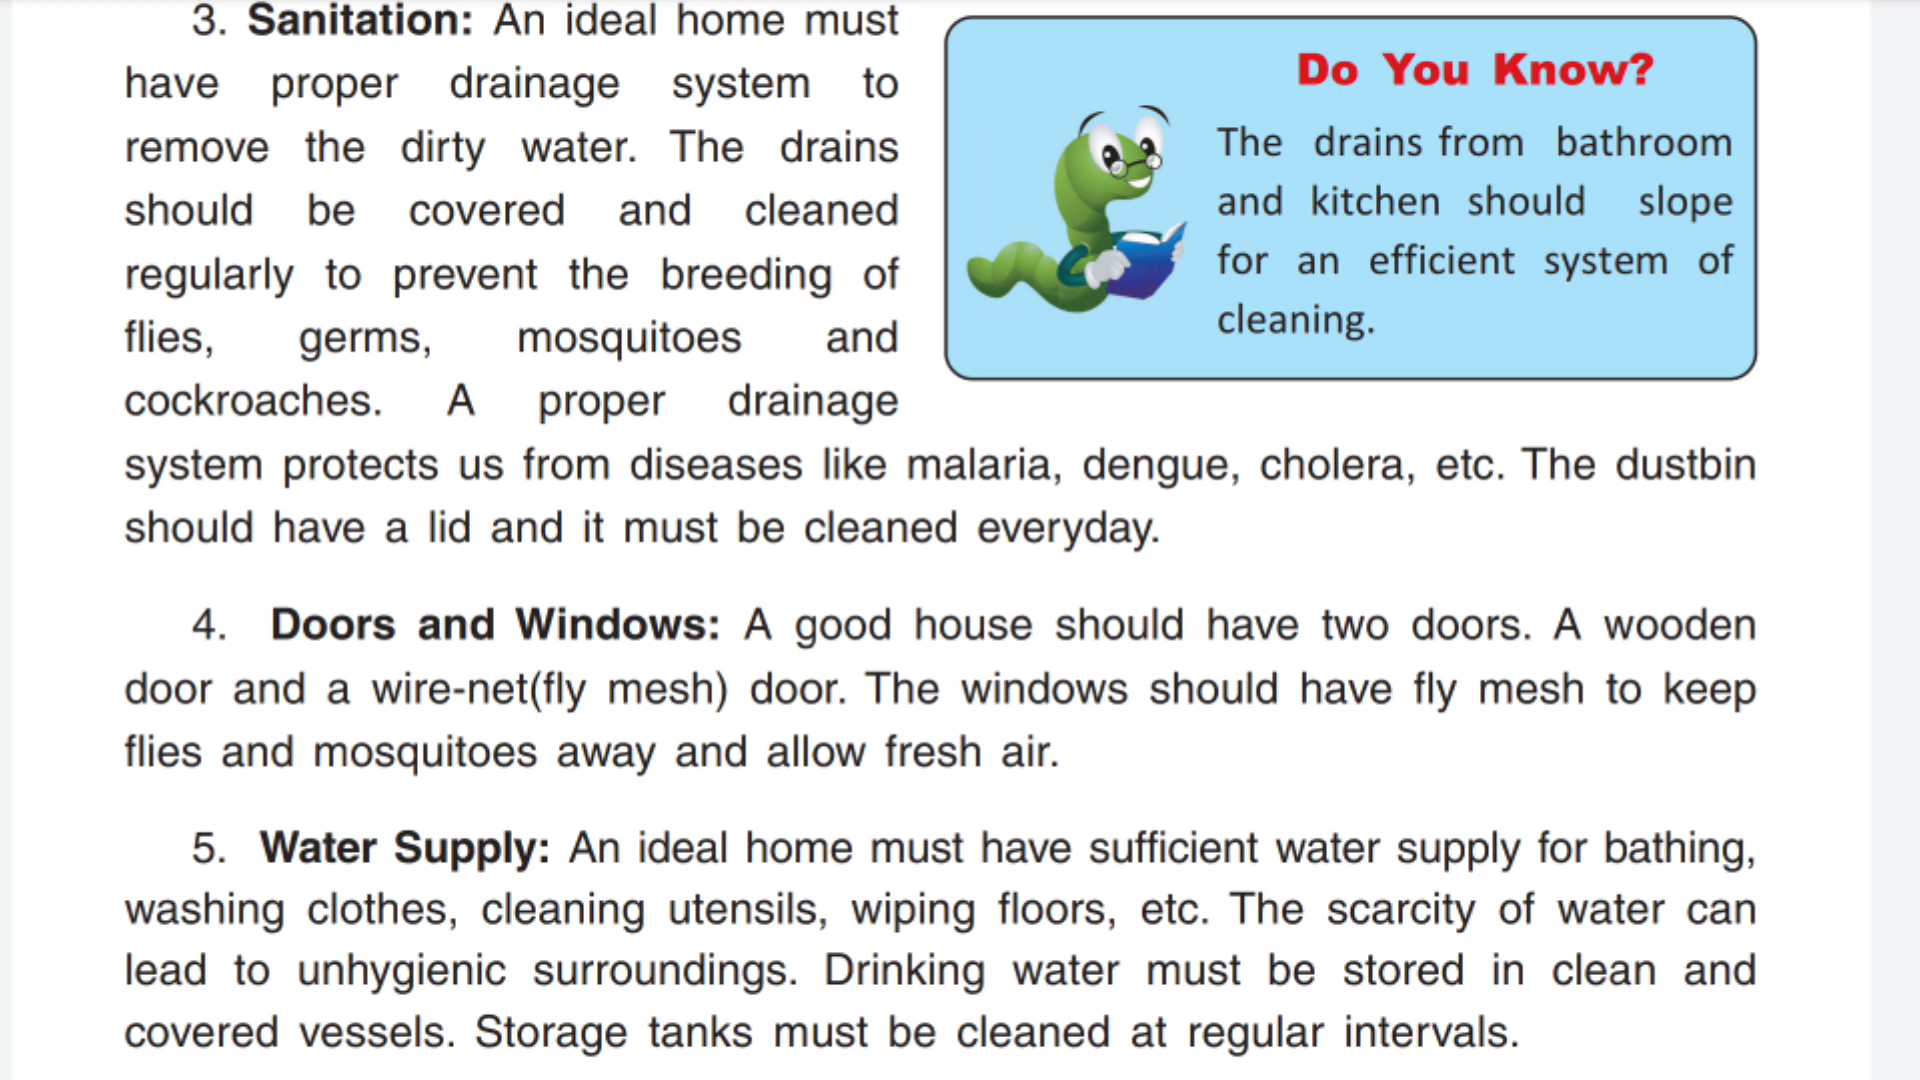 3. Sanitation: An ideal home must
have proper drainage system to
remove the dirty water. The drains
should be covered and cleaned
regularly to prevent the breeding of
flies, germs, mosquitoes and
cockroaches. A proper drainage
system protects us from diseases like malaria, dengue, cholera, etc. The dustbin
should have a lid and it must be cleaned everyday.
Do You Know?
The drains from bathroom
and kitchen should slope
for an efficient system of
cleaning.
4. Doors and Windows: A good house should have two doors. A wooden
door and a wire-net(fly mesh) door. The windows should have fly mesh to keep
flies and mosquitoes away and allow fresh air.
5. Water Supply: An ideal home must have sufficient water supply for bathing,
washing clothes, cleaning utensils, wiping floors, etc. The scarcity of water can
lead to unhygienic surroundings. Drinking water must be stored in clean and
covered vessels. Storage tanks must be cleaned at regular intervals.